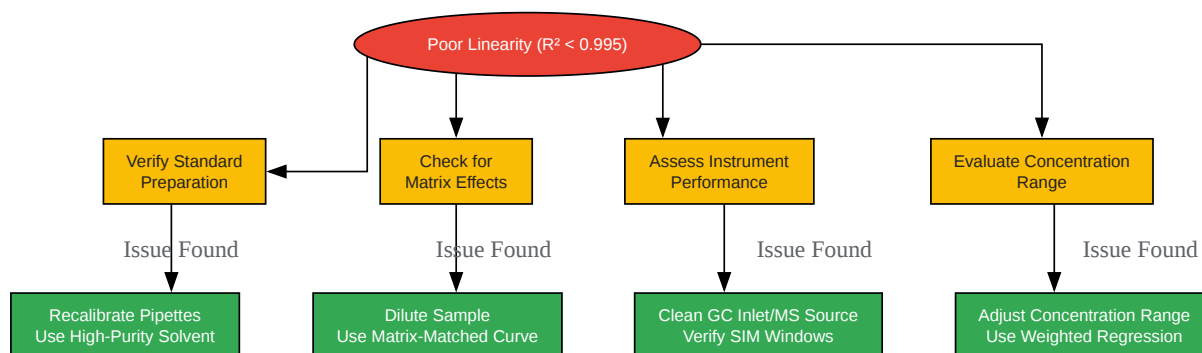 Poor Linearity (R² < 0.995)
Verify Standard
Preparation
Check for
Matrix Effects
Assess Instrument
Performance
Evaluate Concentration
Range
Issue Found
Issue Found
Issue Found
Issue Found
Recalibrate Pipettes
Use High-Purity Solvent
Dilute Sample
Use Matrix-Matched Curve
Clean GC Inlet/MS Source
Verify SIM Windows
Adjust Concentration Range
Use Weighted Regression